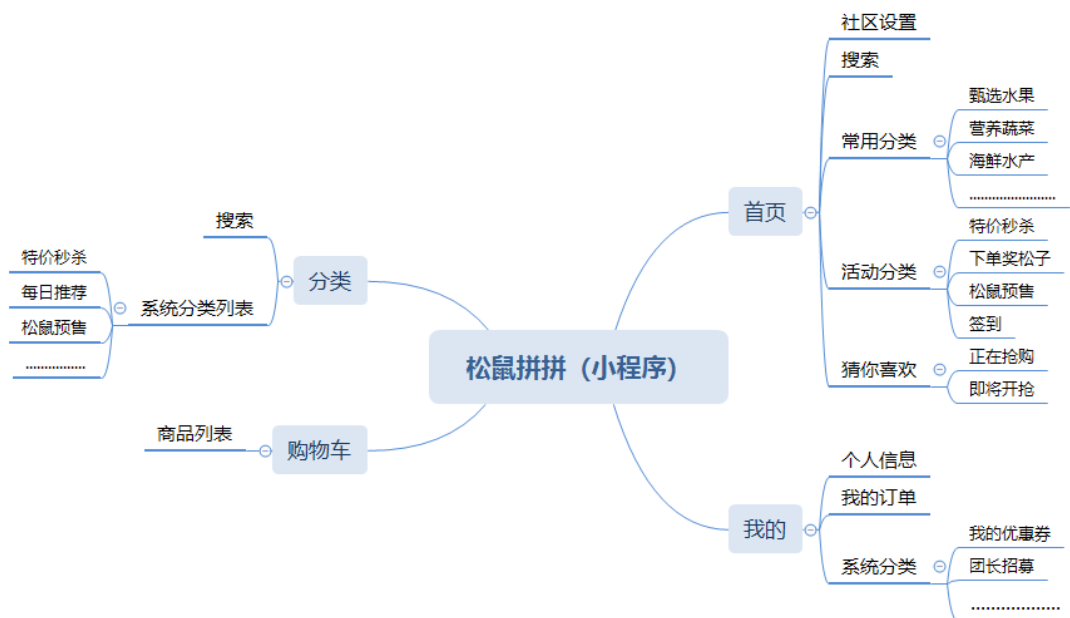 松鼠拼拼（小程序）
首页
社区设置
搜索
常用分类
甄选水果
营养蔬菜
海鲜水产
.......................
活动分类
特价秒杀
下单奖松子
松鼠预售
签到
猜你喜欢
正在抢购
即将开抢
我的
个人信息
我的订单
系统分类
我的优惠券
团长招募
..................
分类
搜索
系统分类列表
特价秒杀
每日推荐
松鼠预售
................
购物车
商品列表